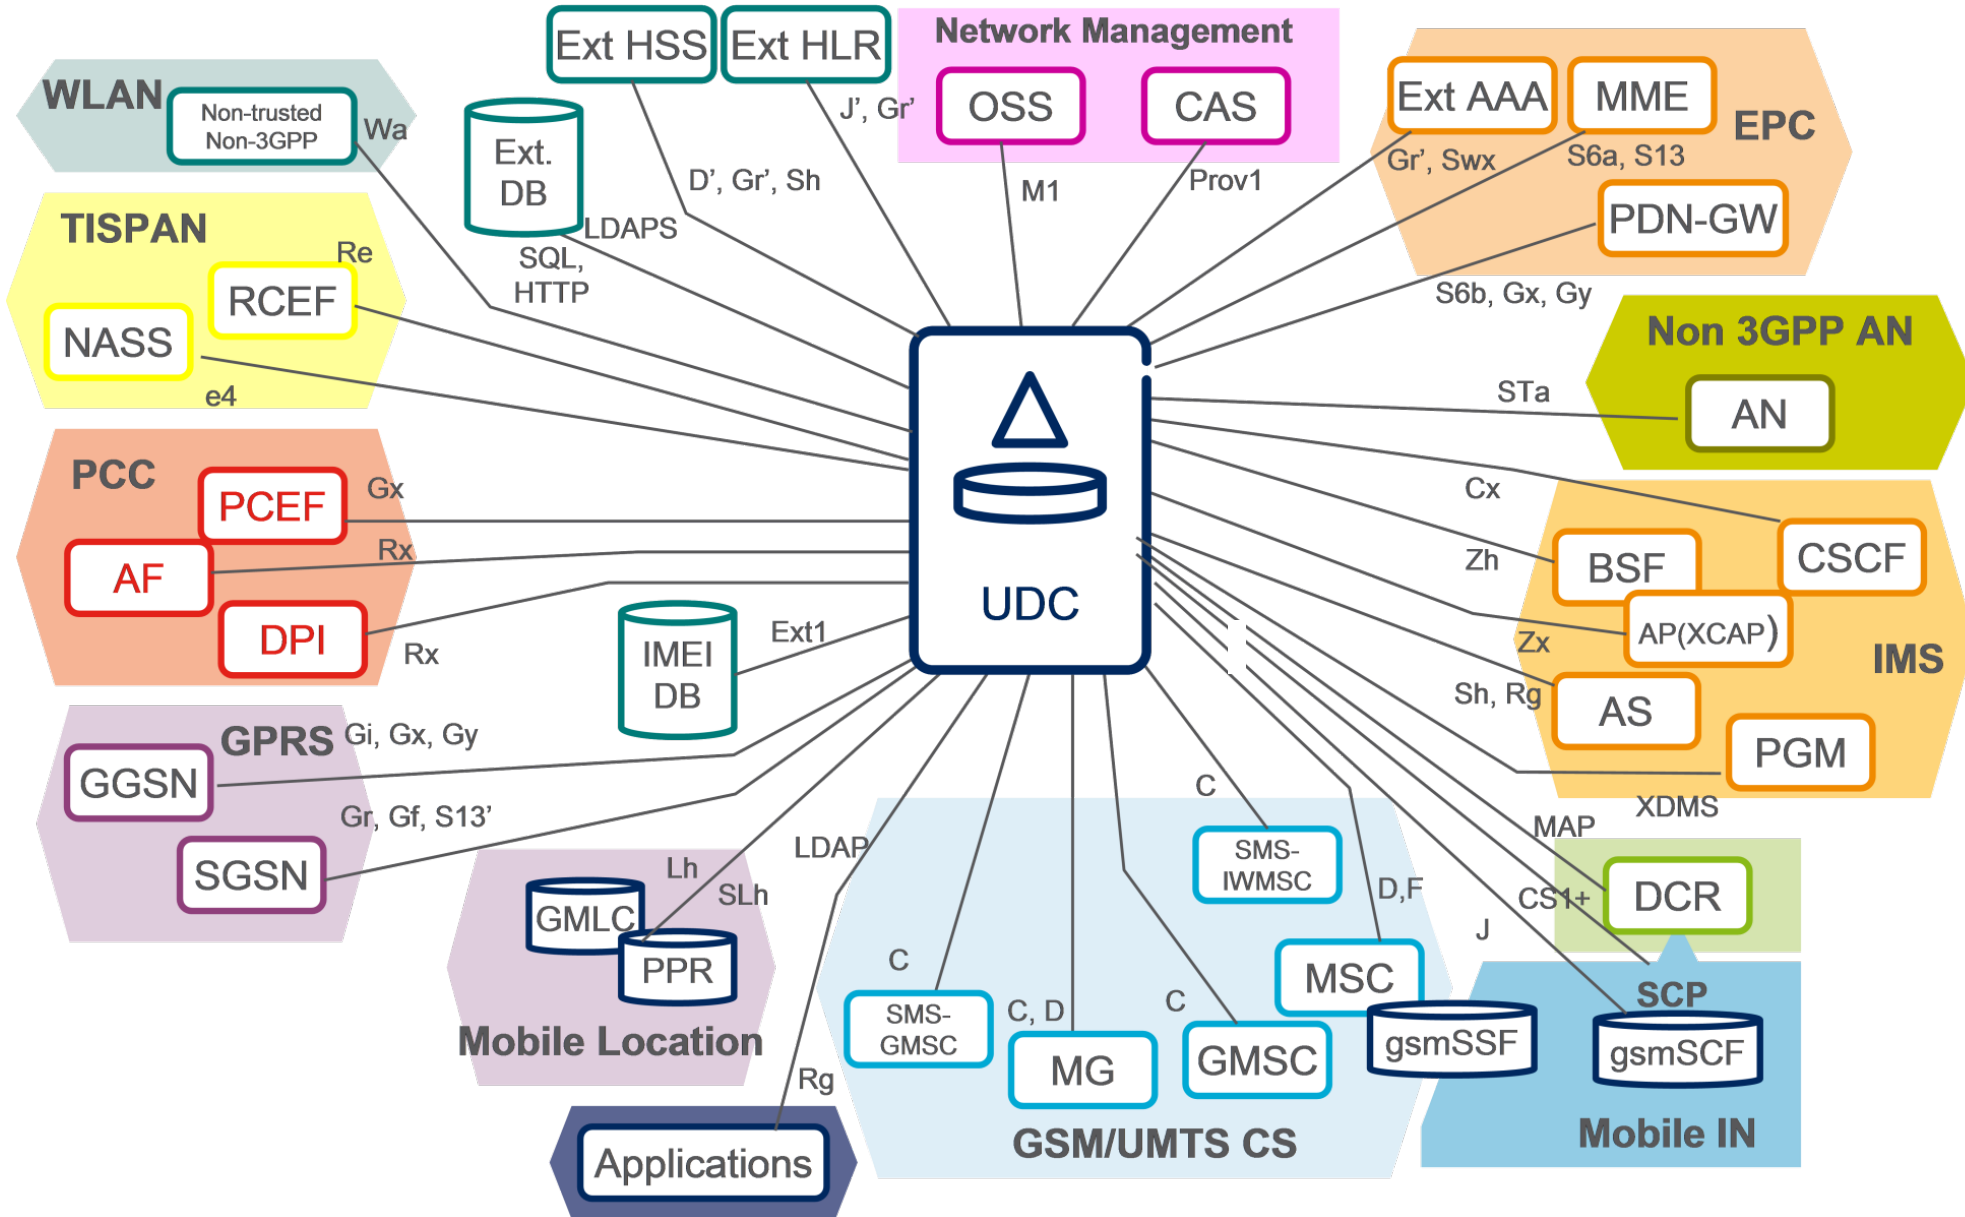 Ext HSS
Ext HLR
Network Management
OSS
CAS
Ext AAA
MME
EPC
WLAN
Non-trusted
Non-3GPP
Wa
Ext.
DB
J’, Gr’
D’, Gr’, Sh
LDAPS
SQL,
HTTP
M1
Prov1
Gr’, Swx
S6a, S13
PDN-GW
S6b, Gx, Gy
TISPAN
Re
RCEF
NASS
e4
Non 3GPP AN
STa
AN
PCC
PCEF
Gx
AF
Rx
DPI
Rx
UDC
Cx
CSCF
Zh
BSF
AP(XCAP)
Zx
IMS
Sh, Rg
AS
PGM
XDMS
IMEI
DB
Ext1
GPRS
Gi, Gx, Gy
GGSN
Gr, Gf, S13’
SGSN
Lh
SLh
LDAP
GMLC
PPR
Mobile Location
Rg
Applications
C
SMS-
IWMSC
D,F
C
SMS-
GMSC
C, D
MG
C
GMSC
MSC
gsmSSF
GSM/UMTS CS
MAP
CS1+
DCR
J
SCP
gsmSCF
Mobile IN